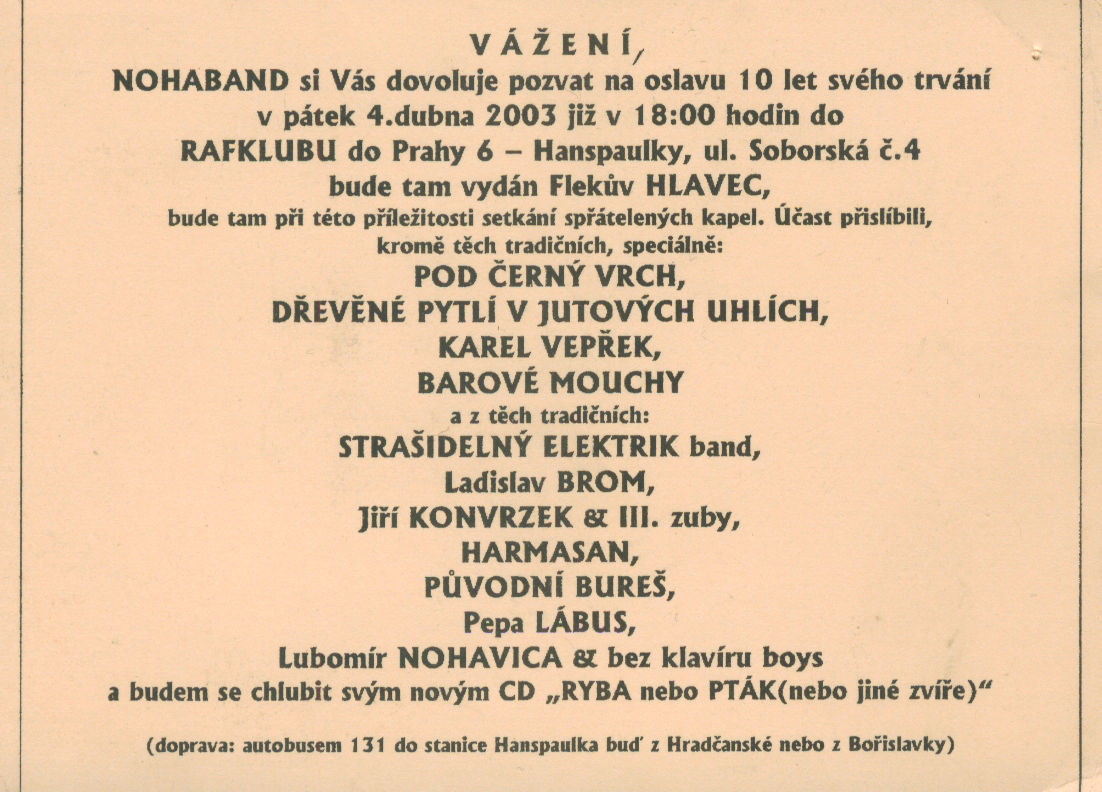 VÁŽENÍ,
NOHABAND si Vás dovoluje pozvat na oslavu 10 let svého trvání
v pátek 4.dubna 2003 již v 18:00 hodin do
RAFKLUBU do Prahy 6 – Hanspaulky, ul. Soborská č.4
bude tam vydán Flekův HLAVEC,
bude tam při této příležitosti setkání spřátelených kapel. Účast přislíbili,
kromě těch tradičních, speciálně:
POD ČERNÝ VRCH,
DŘEVĚNÉ PYTLÍ V JUTOVÝCH UHLÍCH,
KAREL VEPŘEK,
BAROVÉ MOUCHY
a z těch tradičních:
STRAŠIDELNÝ ELEKTRIK band,
Ladislav BROM,
Jiří KONVRZEK & III. zuby,
HARMASAN,
PŮVODNÍ BUREŠ,
Pepa LÁBUS,
Lubomír NOHAVICA & bez klavíru boys
a budem se chlubit svým novým CD „RYBA nebo PTÁK(nebo jiné zvíře)“
(doprava: autobusem 131 do stanice Hanspaulka buď z Hradčanské nebo z Bořislavky)